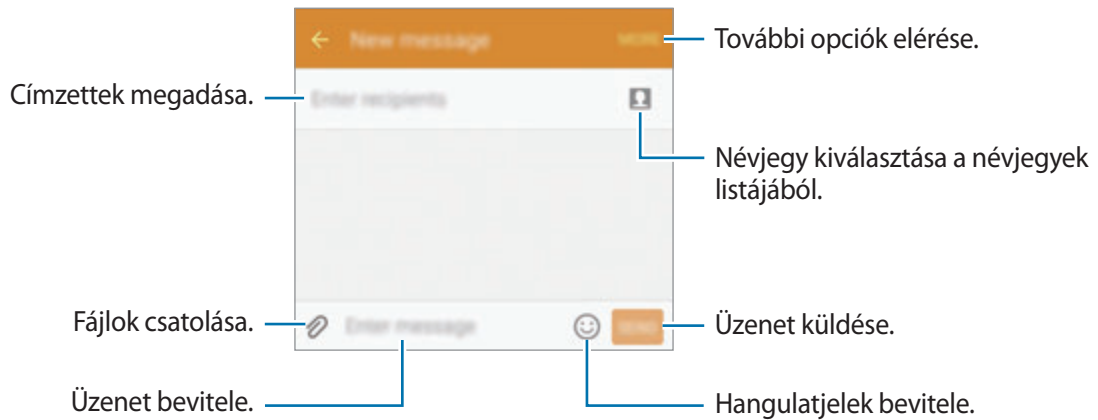 New message
MORE
További opciók elérése.
Címzettek megadása.
Enter recipients
Névjegy kiválasztása a névjegyek
listájából.
Fájlok csatolása.
Enter message
SEND
Üzenet küldése.
Üzenet bevitele.
Hangulatjelek bevitele.